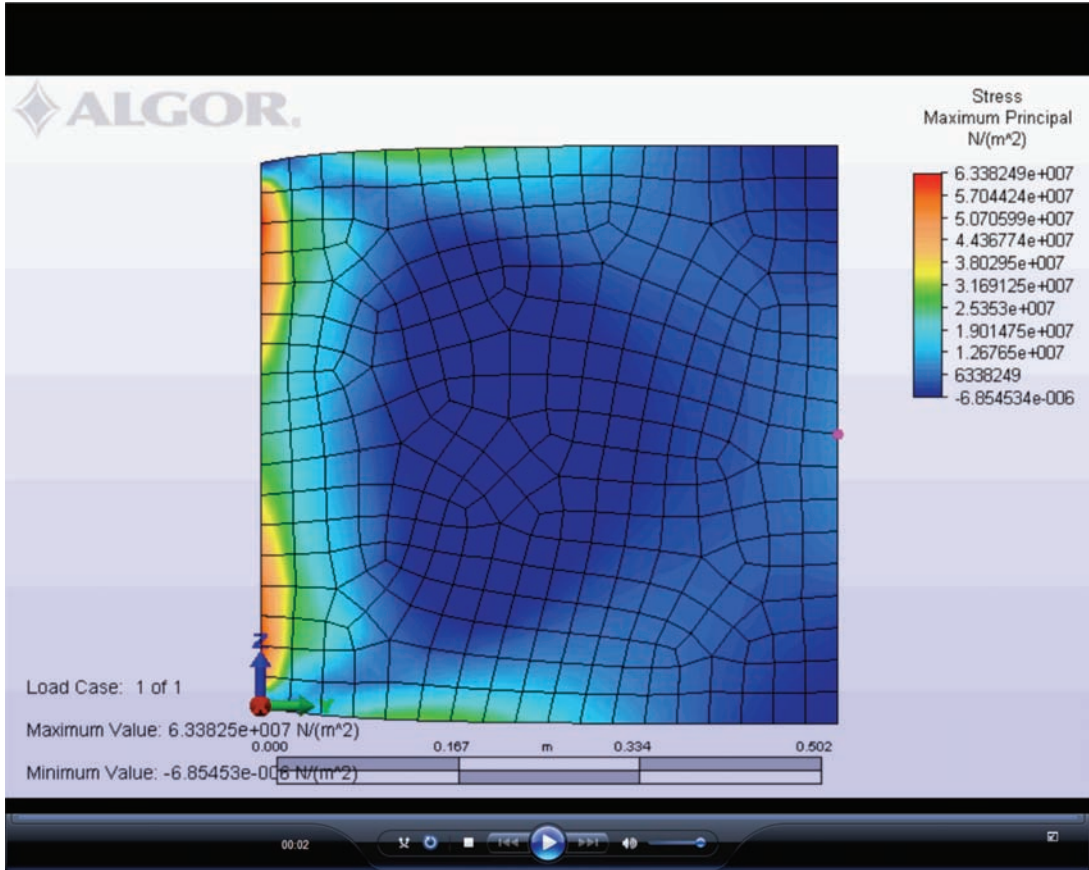 ALGOR.
Stress
Maximum Principal
N/(m^2)
6.338249e+007
5.704424e+007
5.070599e+007
4.436774e+007
3.80295e+007
3.169125e+007
2.5353e+007
1.901475e+007
1.26765e+007
6338249
-6.854534e-006
Z
Y
Load Case: 1 of 1
Maximum Value: 6.33825e+007 N/(m^2)
0.000 0.167 m 0.334 0.502
Minimum Value: -6.85453e-006 N/(m^2)
00:02